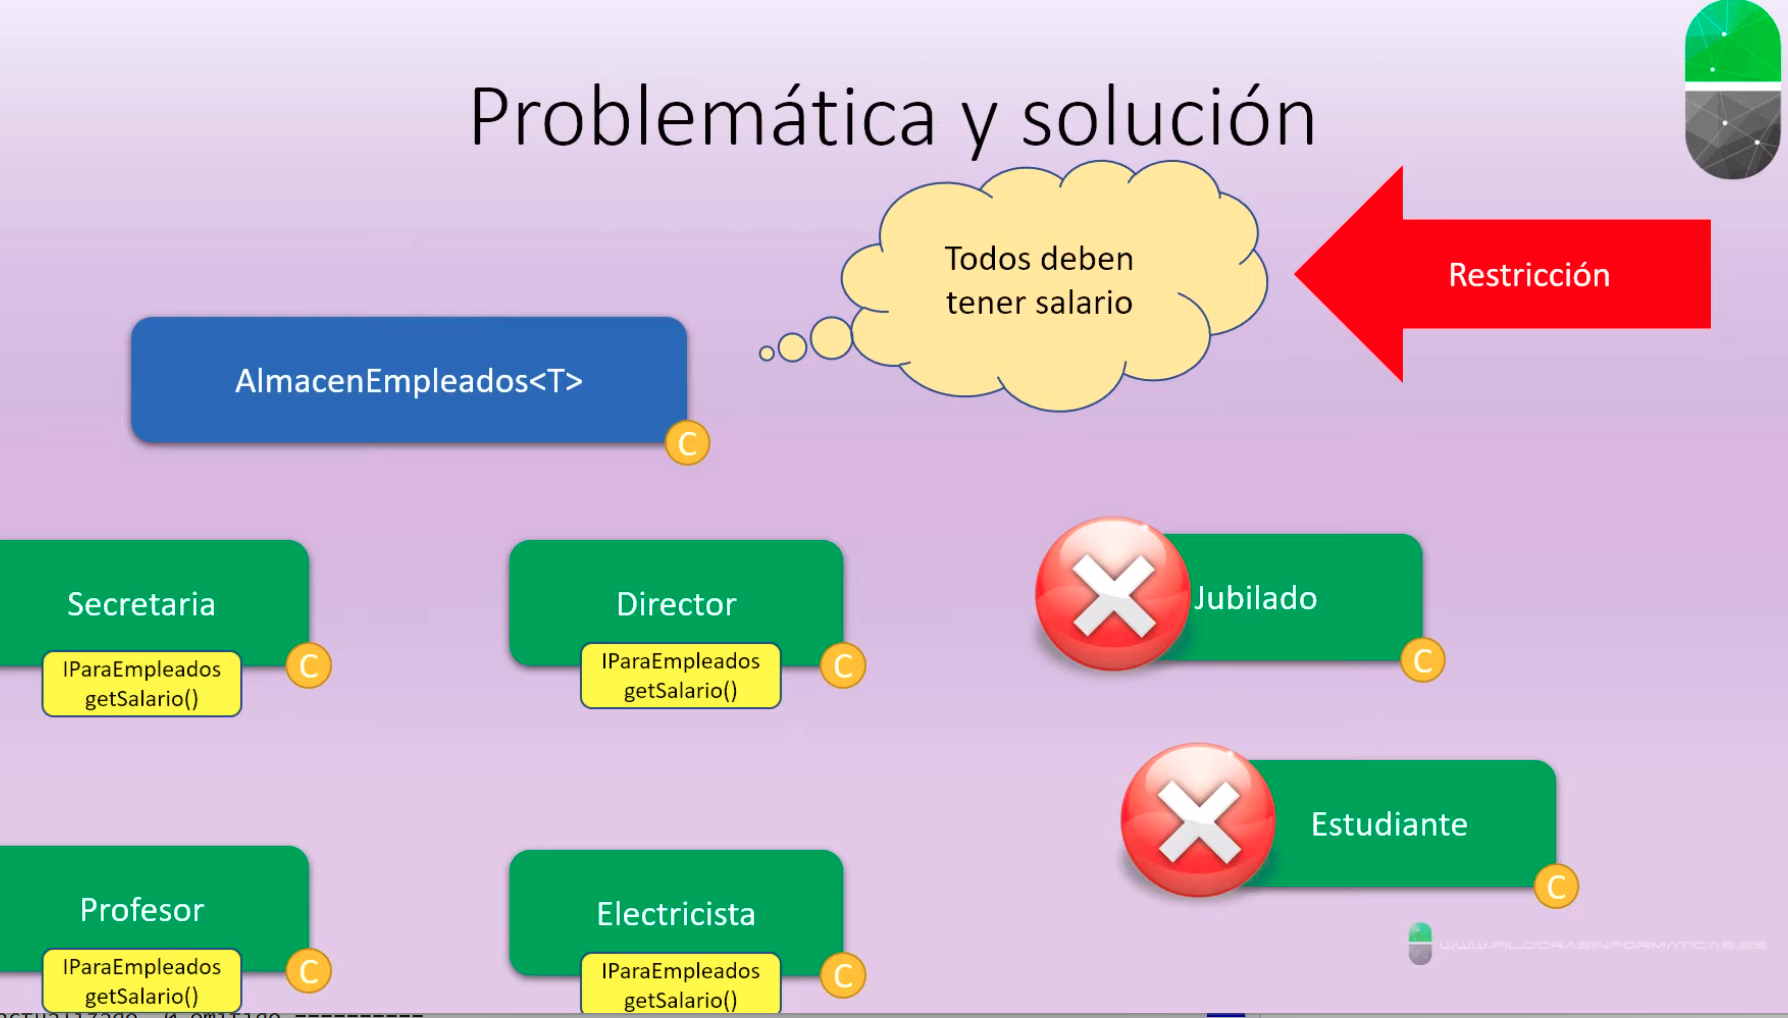 Problemática y solución
Todos deben
tener salario
Restricción
AlmacenEmpleados<T>
C
Secretaria
IParaEmpleados
getSalario()
C
Director
IParaEmpleados
getSalario()
C
Jubilado
C
Estudiante
C
Profesor
IParaEmpleados
getSalario()
C
Electricista
IParaEmpleados
getSalario()
C
WWW.PILDORASINFORMATICAS.ES